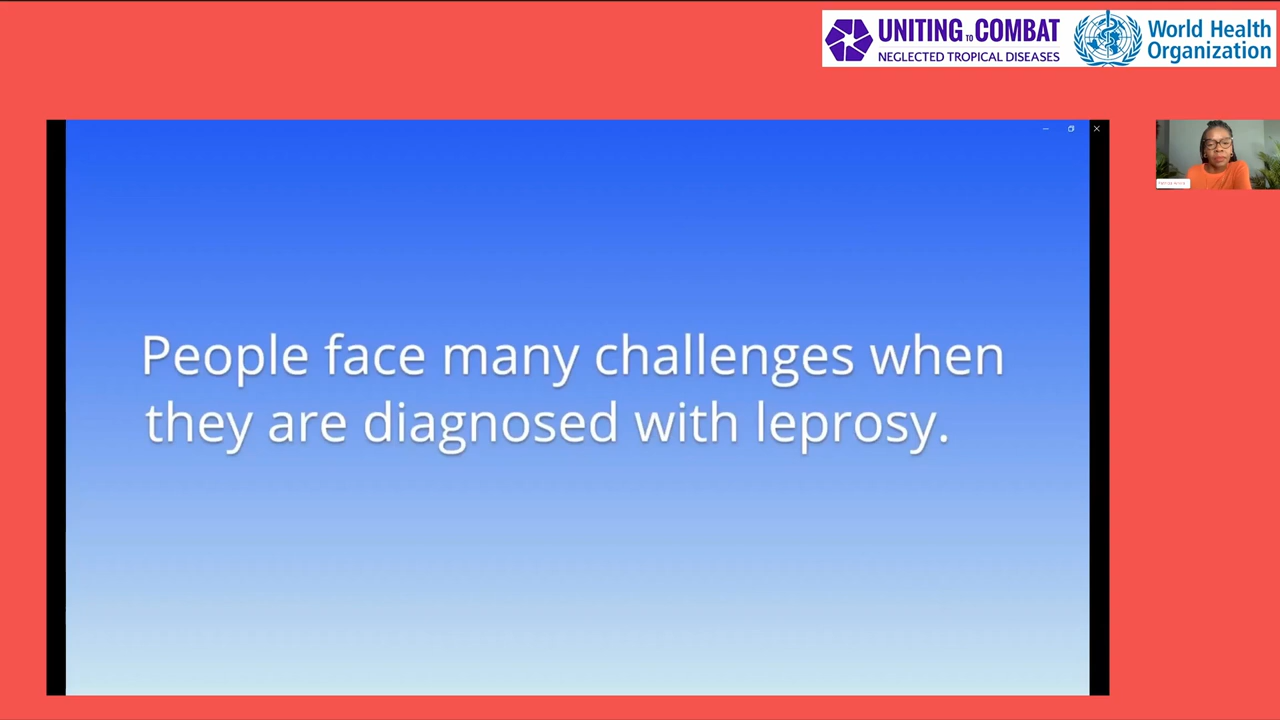 UNITING TO COMBAT
NEGLECTED TROPICAL DISEASES
World Health
Organization
People face many challenges when
they are diagnosed with leprosy.